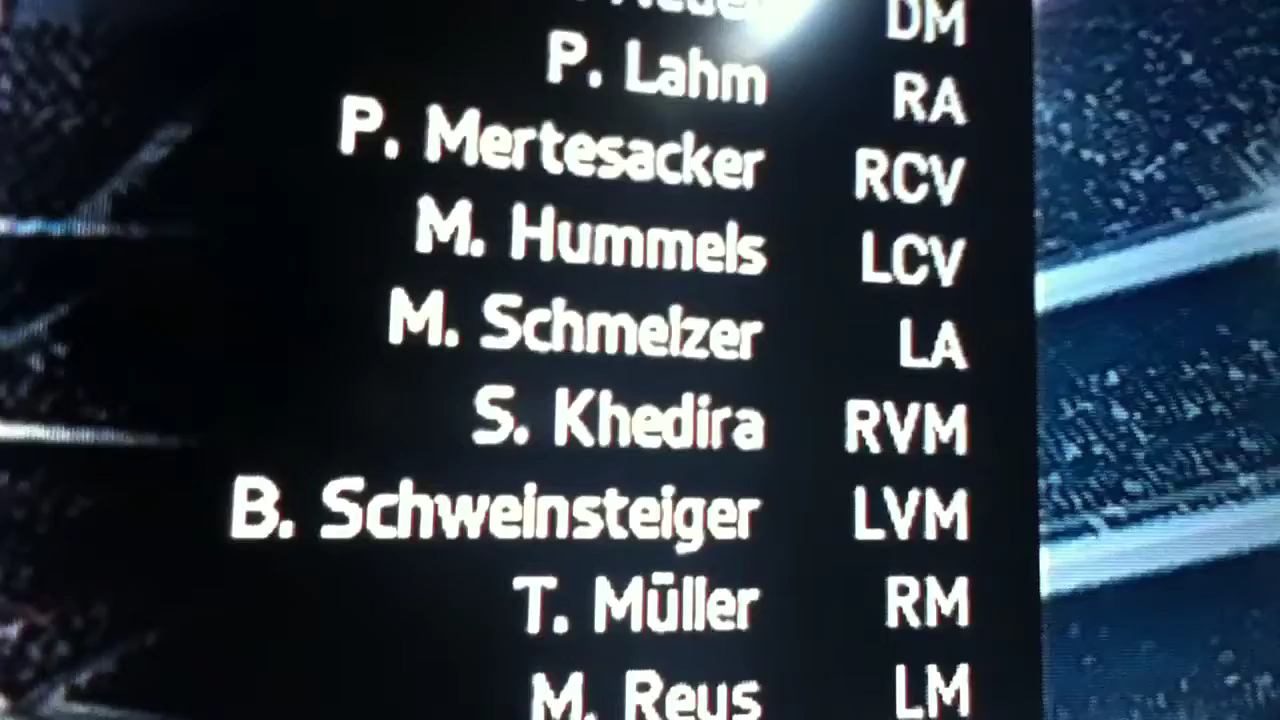 DM
P. Lahm RA
P. Mertesacker RCV
M. Hummels LCV
M. Schmelzer LA
S. Khedira RVM
B. Schweinsteiger LVM
T. Müller RM
M. Reus LM